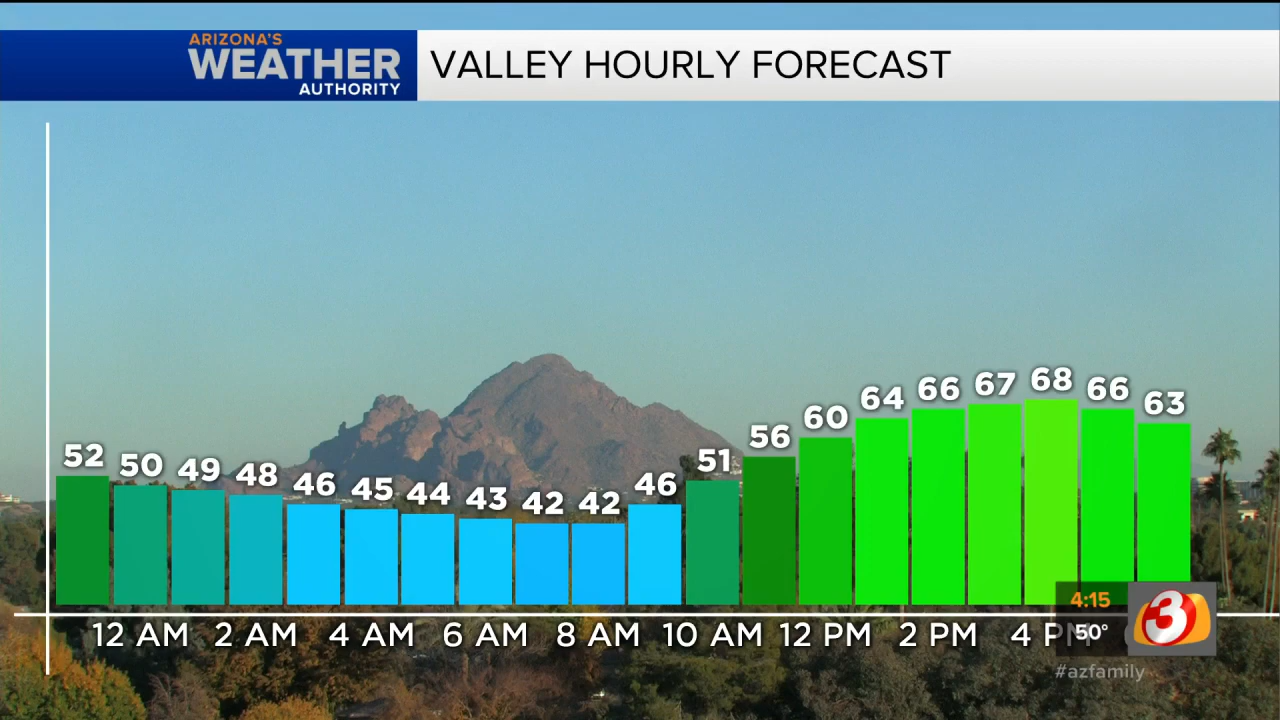 ARIZONA'S
WEATHER
AUTHORITY
VALLEY HOURLY FORECAST
52 50 49 48 46 45 44 43 42 42 46 51 56 60 64 66 67 68 66 63
12 AM 2 AM 4 AM 6 AM 8 AM 10 AM 12 PM 2 PM 4 PM
4:15
50°
3
#azfamily